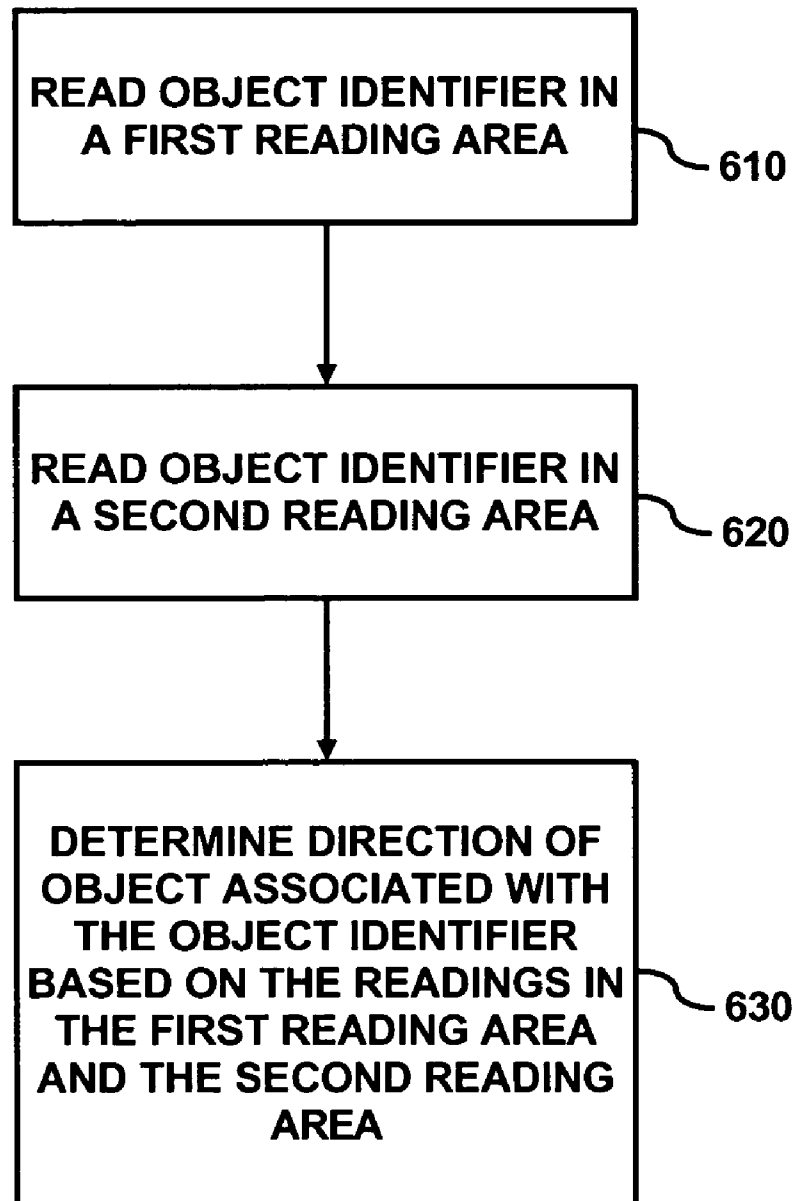 READ OBJECT IDENTIFIER IN
A FIRST READING AREA
610
READ OBJECT IDENTIFIER IN
A SECOND READING AREA
620
DETERMINE DIRECTION OF
OBJECT ASSOCIATED WITH
THE OBJECT IDENTIFIER
BASED ON THE READINGS IN
THE FIRST READING AREA
AND THE SECOND READING
AREA
630